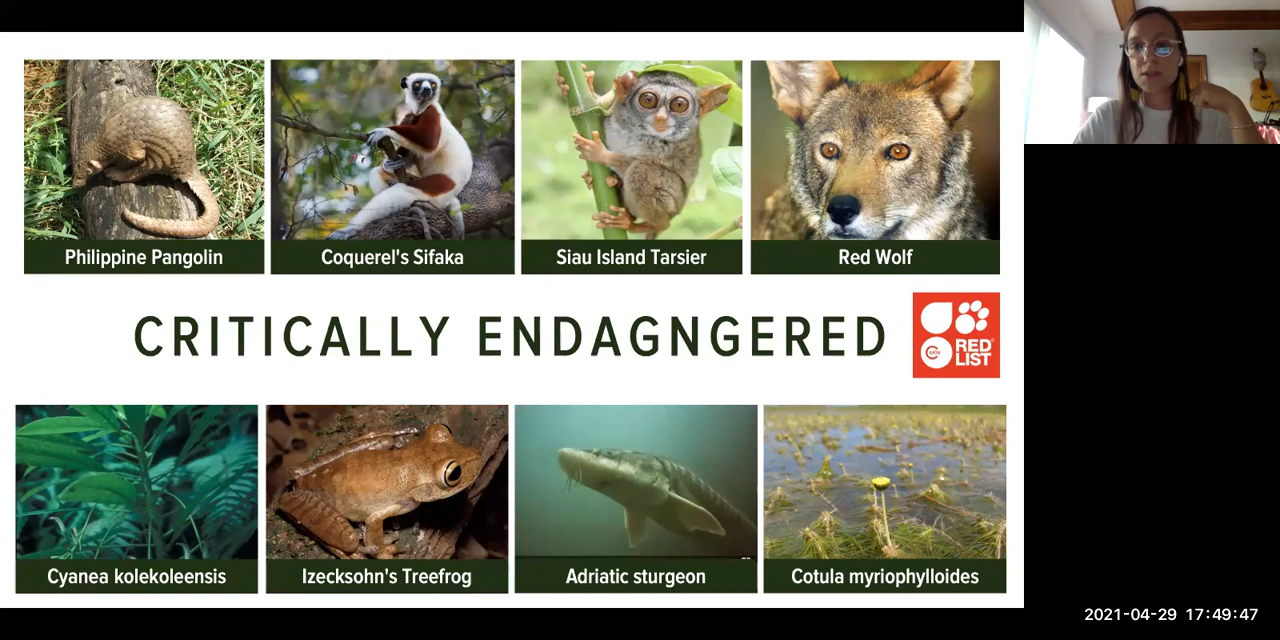 Philippine Pangolin
Coquerel's Sifaka
Siau Island Tarsier
Red Wolf
CRITICALLY ENDAGNGERED
RED
LIST
Cyanea kolekoleensis
Izecksohn's Treefrog
Adriatic sturgeon
Cotula myriophylloides
2021-04-29 17:49:47